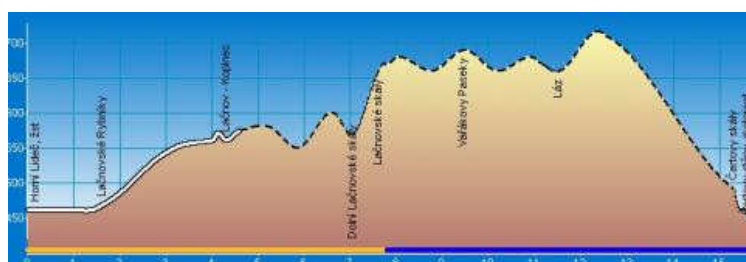 700
650
600
550
500
450
Horní Lideč, žst
Lačnovské Rybníky
Lačnov - Kopinec
Dolní Lačnovské skály
Lačnovské skály
Vařákovy Paseky
Láz
Čertovy skály
0 1 2 3 4 5 6 7 8 9 10 11 12 13 14 15